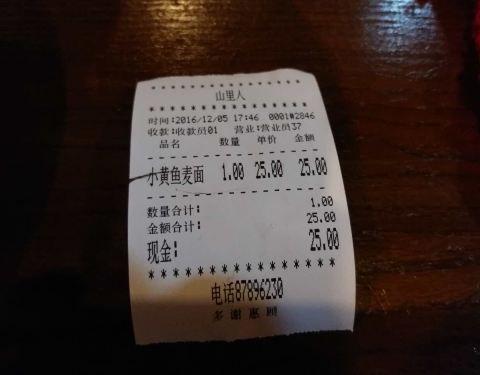 * * * * * * * * * * * * * * * *
山里人
* * * * * * * * * * * * * * * *
时间:2016/12/05 17:46 0001#2846
收款:收款员01 营业:营业员37
品名 数量 单价 金额
- - - - - - - - - - - - - - - -
小黄鱼麦面 1.00 25.00 25.00
- - - - - - - - - - - - - - - -
数量合计: 1.00
金额合计: 25.00
现金: 25.00
* * * * * * * * * * * * * * * *
电话87896230
多谢惠顾